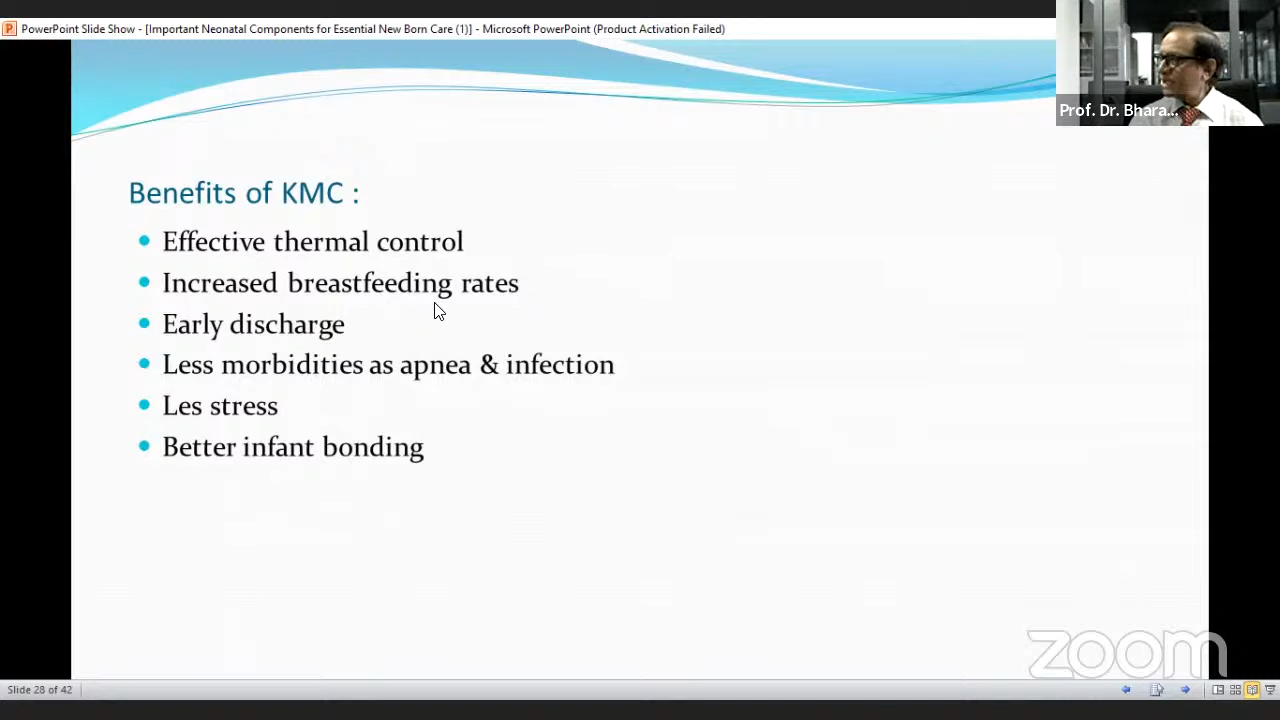 PowerPoint Slide Show - [Important Neonatal Components for Essential New Born Care (1)] - Microsoft PowerPoint (Product Activation Failed)
Prof. Dr. Bhara...
Benefits of KMC :
Effective thermal control
Increased breastfeeding rates
Early discharge
Less morbidities as apnea & infection
Les stress
Better infant bonding
zoom
Slide 28 of 42